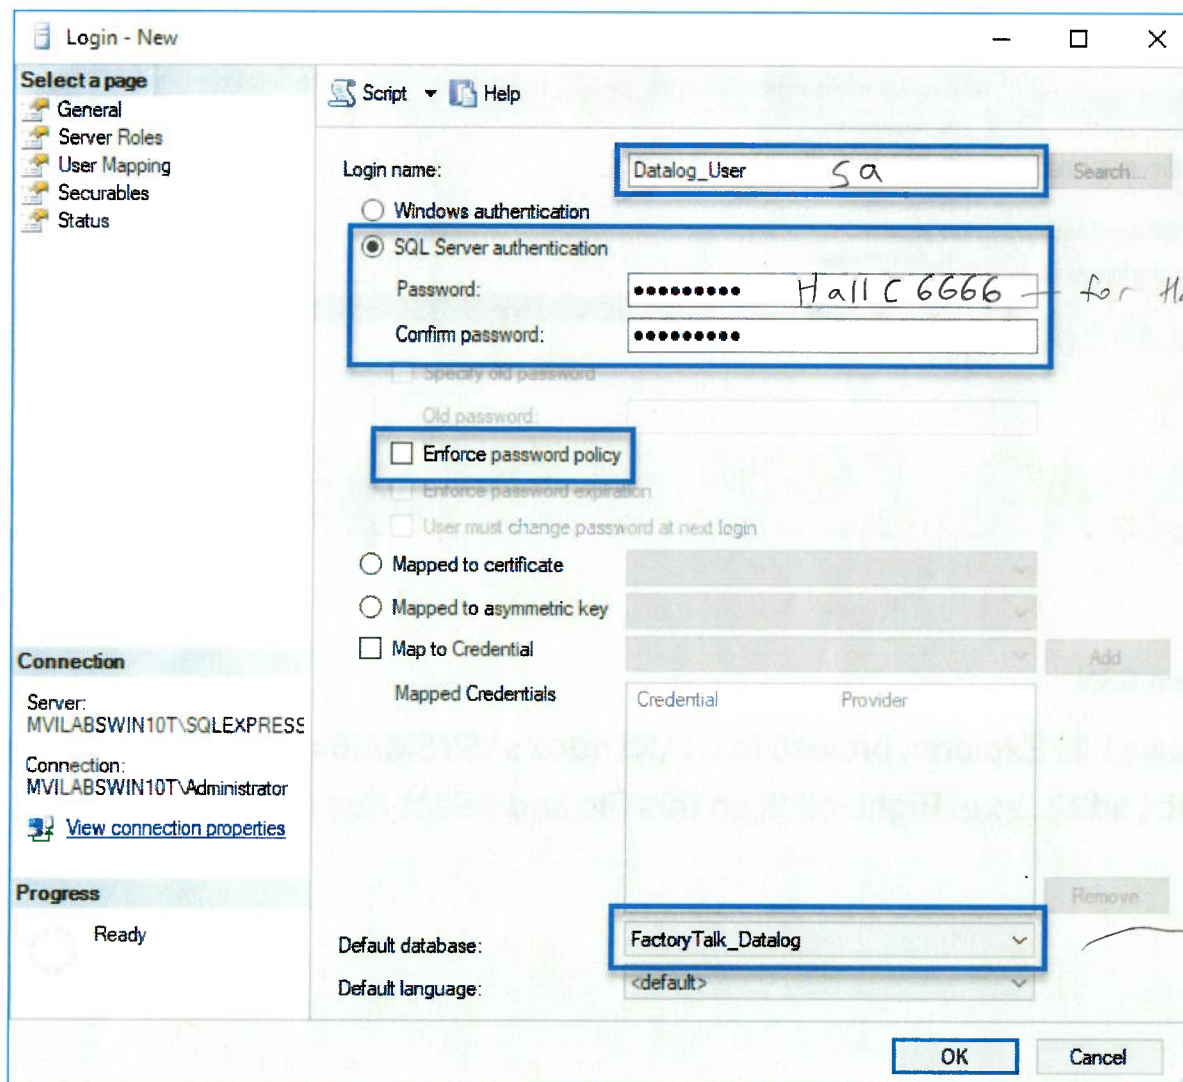 Login - New
Select a page
General
Server Roles
User Mapping
Securables
Status
Script
Help
Login name:
Datalog_User sa
Search...
Windows authentication
SQL Server authentication
Password:
●●●●●●●●● Hall C 6666 – for
Confirm password:
●●●●●●●●●
Specify old password
Old password:
Enforce password policy
Enforce password expiration
User must change password at next login
Mapped to certificate
Mapped to asymmetric key
Map to Credential
Add
Mapped Credentials
Credential Provider
Remove
Default database:
FactoryTalk_Datalog
Default language:
<default>
Connection
Server:
MVILABSWIN10T\SQLEXPRESS
Connection:
MVILABSWIN10T\Administrator
View connection properties
Progress
Ready
OK
Cancel